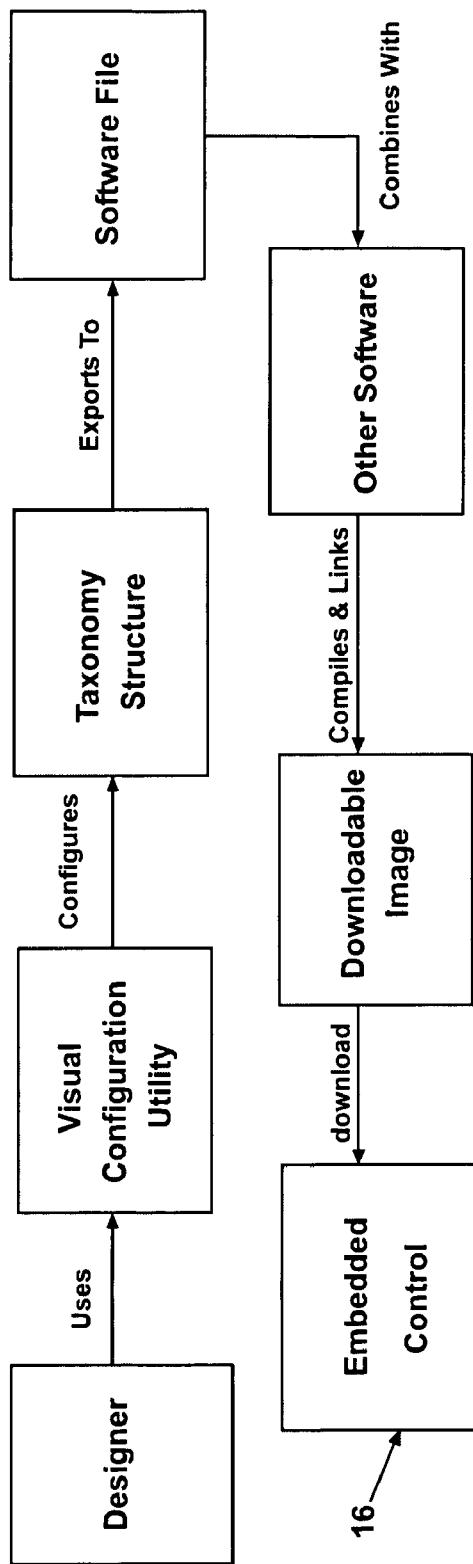 Designer
Uses
Visual
Configuration
Utility
Configures
Taxonomy
Structure
Exports To
Software File
Combines With
Other Software
Compiles & Links
Downloadable
Image
download
Embedded
Control
16